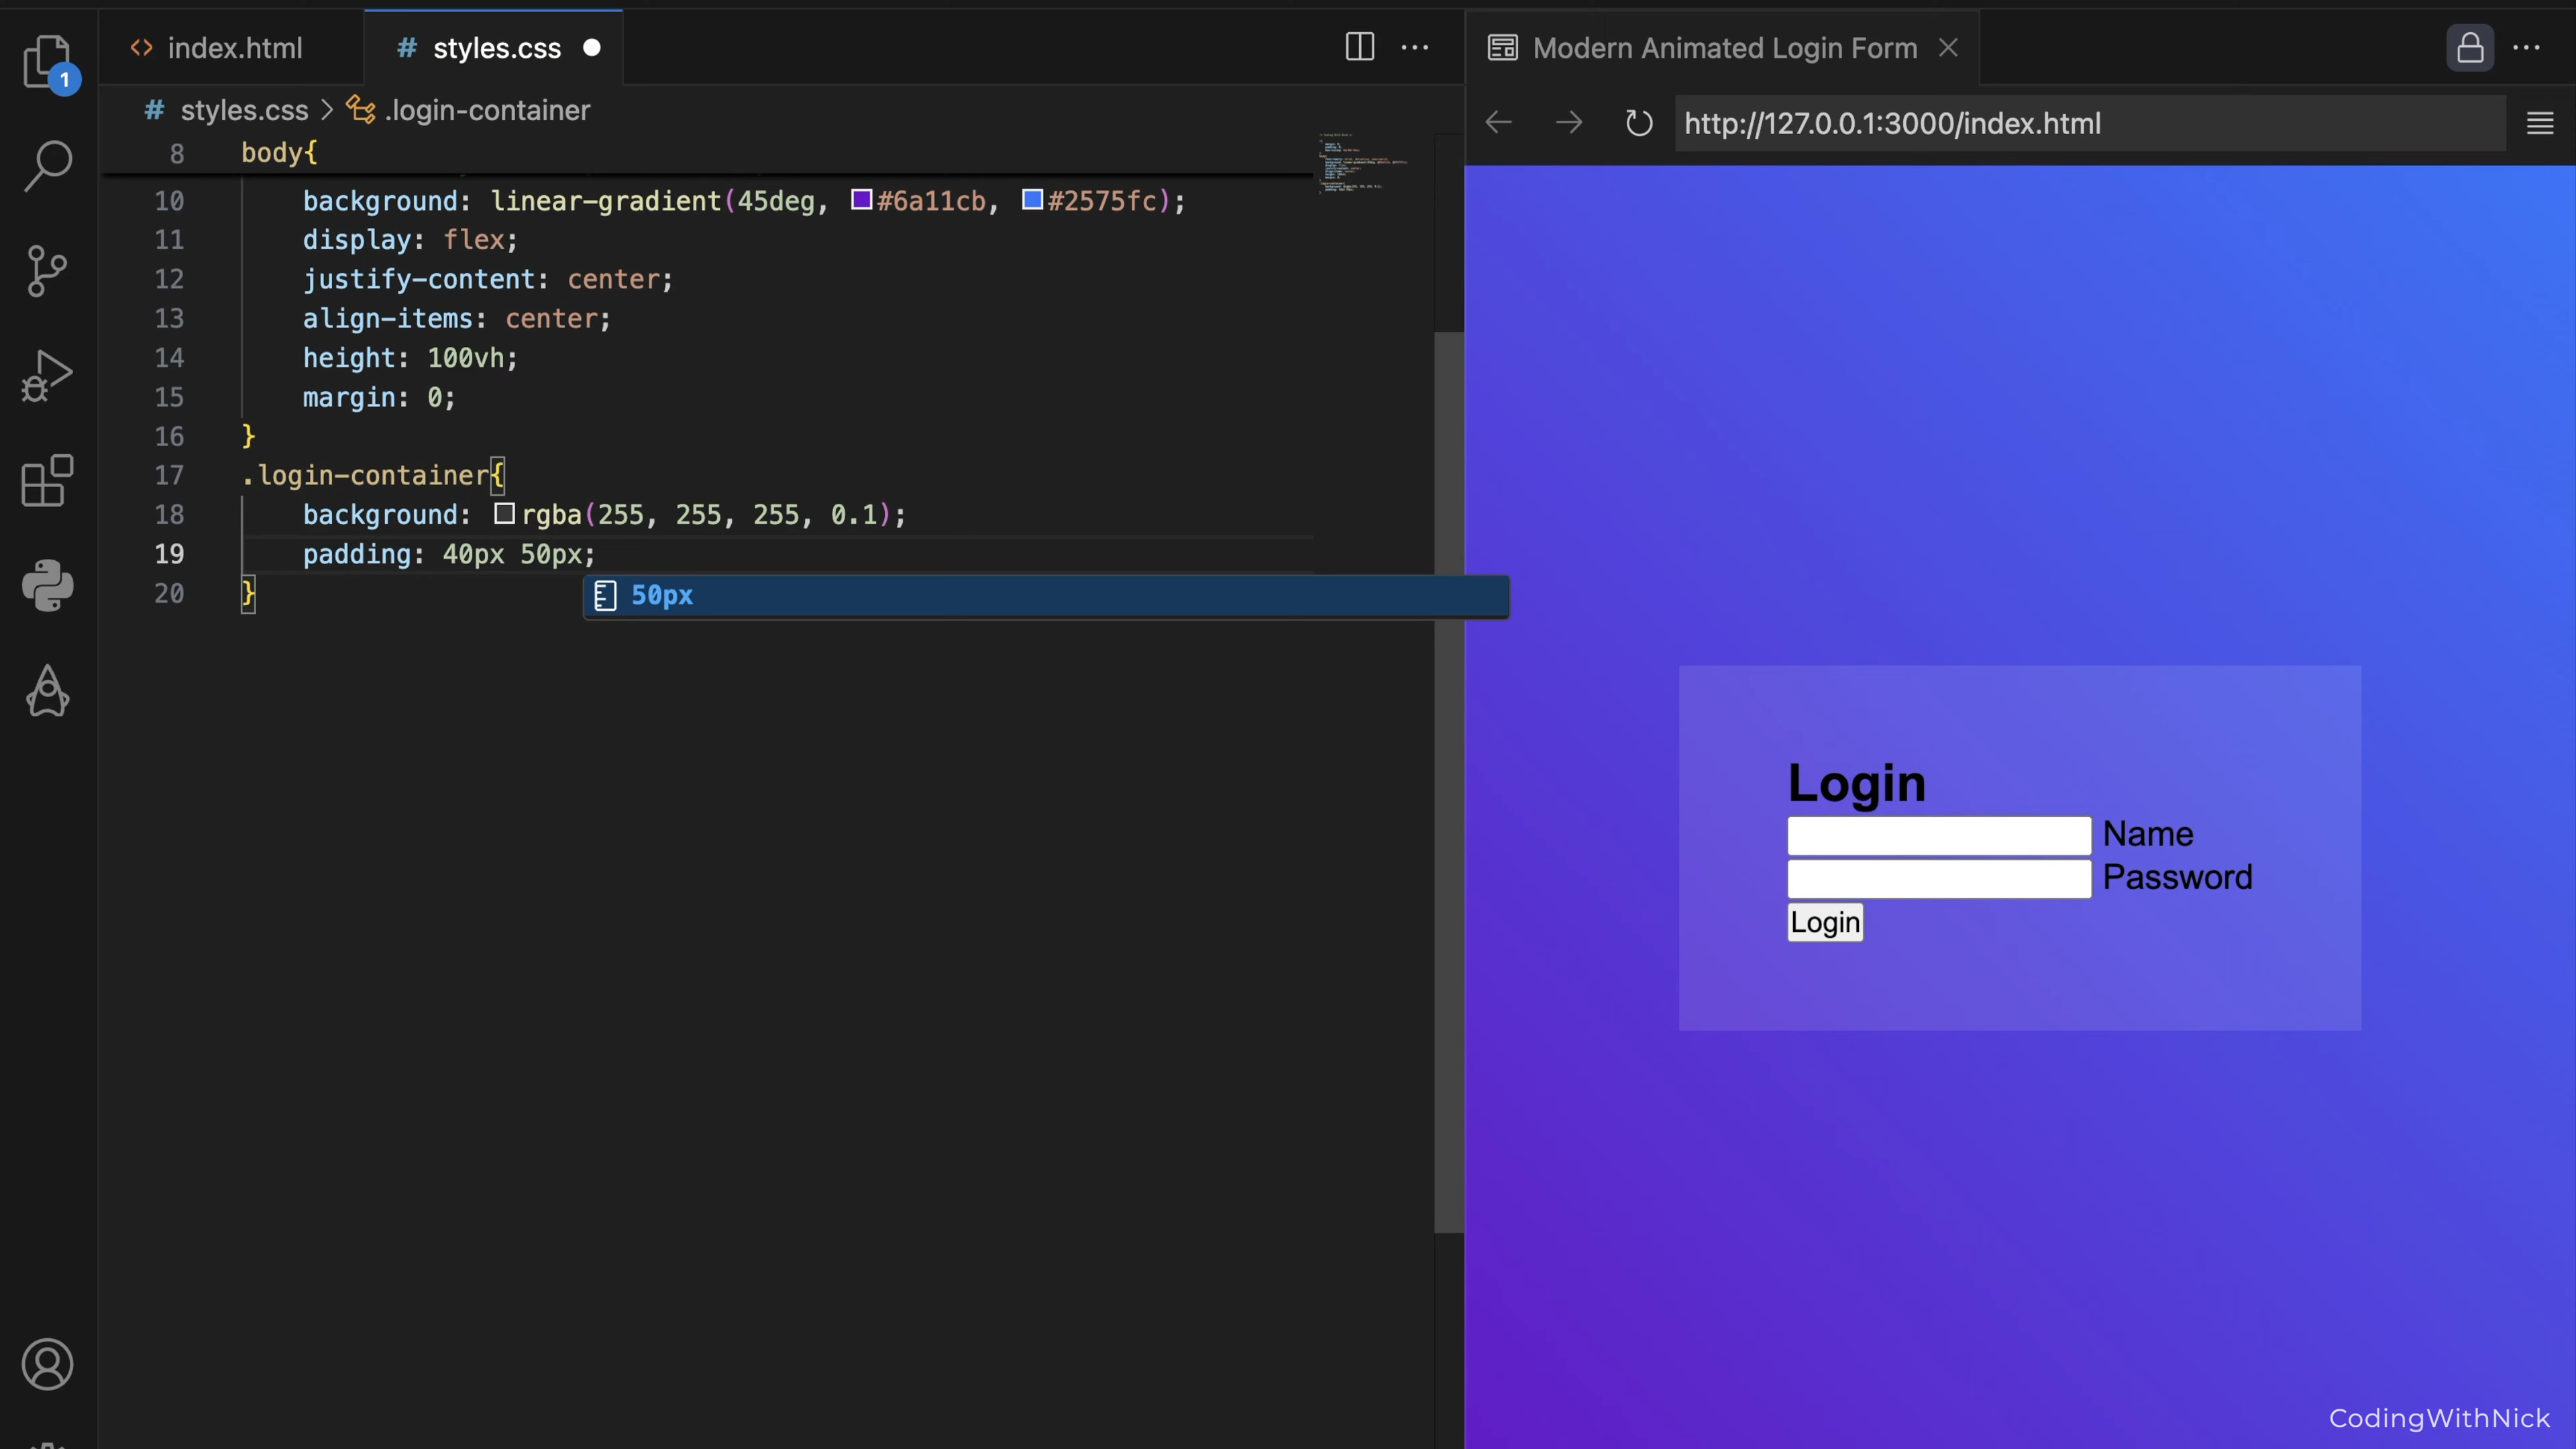 index.html
styles.css
Modern Animated Login Form
1
styles.css > .login-container
http://127.0.0.1:3000/index.html
8 body{
10 background: linear-gradient(45deg, #6a11cb, #2575fc);
11 display: flex;
12 justify-content: center;
13 align-items: center;
14 height: 100vh;
15 margin: 0;
16 }
17 .login-container{
18 background: rgba(255, 255, 255, 0.1);
19 padding: 40px 50px;
20 }
50px
Login
Name
Password
Login
CodingWithNick